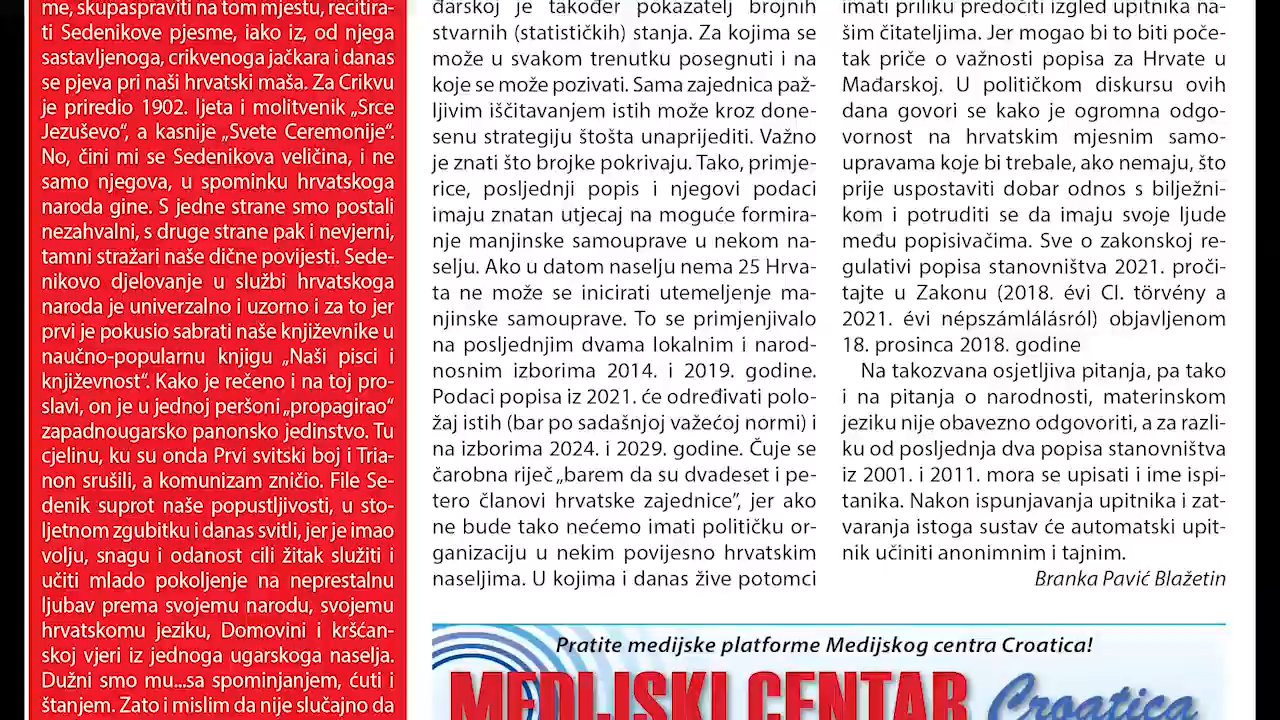 me, skupaspraviti na tom mjestu, recitira-
ti Sedenikove pjesme, iako iz, od njega
sastavljenoga, crikvenoga jačkara i danas
se pjeva pri naši hrvatski maša. Za Crikvu
je priredio 1902. ljeta i molitvenik „Srce
Jezuševo“, a kasnije „Svete Ceremonije“.
No, čini mi se Sedenikova veličina, i ne
samo njegova, u spominku hrvatskoga
naroda gine. S jedne strane smo postali
nezahvalni, s druge strane pak i nevjerni,
tamni stražari naše dične povijesti. Sede-
nikovo djelovanje u službi hrvatskoga
naroda je univerzalno i uzorno i za to jer
prvi je pokusio sabrati naše književnike u
naučno-popularnu knjigu „Naši pisci i
književnost“. Kako je rečeno i na toj pro-
slavi, on je u jednoj peršoni „propagirao“
zapadnougarsko panonsko jedinstvo. Tu
cjelinu, ku su onda Prvi svitski boj i Tria-
non srušili, a komunizam zničio. File Se-
denik suprot naše popustljivosti, u sto-
ljetnom zgubitku i danas svitli, jer je imao
volju, snagu i odanost cili žitak služiti i
učiti mlado pokoljenje na neprestalnu
ljubav prema svojemu narodu, svojemu
hrvatskomu jeziku, Domovini i kršćan-
skoj vjeri iz jednoga ugarskoga naselja.
Dužni smo mu...sa spominjanjem, ćuti i
štanjem. Zato i mislim da nije slučajno da
đarskoj je također pokazatelj brojnih
stvarnih (statističkih) stanja. Za kojima se
može u svakom trenutku posegnuti i na
koje se može pozivati. Sama zajednica paž-
ljivim iščitavanjem istih može kroz done-
senu strategiju štošta unaprijediti. Važno
je znati što brojke pokrivaju. Tako, primje-
rice, posljednji popis i njegovi podaci
imaju znatan utjecaj na moguće formira-
nje manjinske samouprave u nekom na-
selju. Ako u datom naselju nema 25 Hrva-
ta ne može se inicirati utemeljenje ma-
njinske samouprave. To se primjenjivalo
na posljednjim dvama lokalnim i narod-
nosnim izborima 2014. i 2019. godine.
Podaci popisa iz 2021. će određivati polo-
žaj istih (bar po sadašnjoj važećoj normi) i
na izborima 2024. i 2029. godine. Čuje se
čarobna riječ „barem da su dvadeset i pe-
tero članovi hrvatske zajednice”, jer ako
ne bude tako nećemo imati političku or-
ganizaciju u nekim povijesno hrvatskim
naseljima. U kojima i danas žive potomci
imati priliku predočiti izgled upitnika na-
šim čitateljima. Jer mogao bi to biti poče-
tak priče o važnosti popisa za Hrvate u
Mađarskoj. U političkom diskursu ovih
dana govori se kako je ogromna odgo-
vornost na hrvatskim mjesnim samo-
upravama koje bi trebale, ako nemaju, što
prije uspostaviti dobar odnos s bilježni-
kom i potruditi se da imaju svoje ljude
među popisivačima. Sve o zakonskoj re-
gulativi popisa stanovništva 2021. proči-
tajte u Zakonu (2018. évi CI. törvény a
2021. évi népszámlálásról) objavljenom
18. prosinca 2018. godine
Na takozvana osjetljiva pitanja, pa tako
i na pitanja o narodnosti, materinskom
jeziku nije obavezno odgovoriti, a za razli-
ku od posljednja dva popisa stanovništva
iz 2001. i 2011. mora se upisati i ime ispi-
tanika. Nakon ispunjavanja upitnika i zat-
varanja istoga sustav će automatski upit-
nik učiniti anonimnim i tajnim.
Branka Pavić Blažetin
Pratite medijske platforme Medijskog centra Croatica!
MEDIJSKI CENTAR Croatica